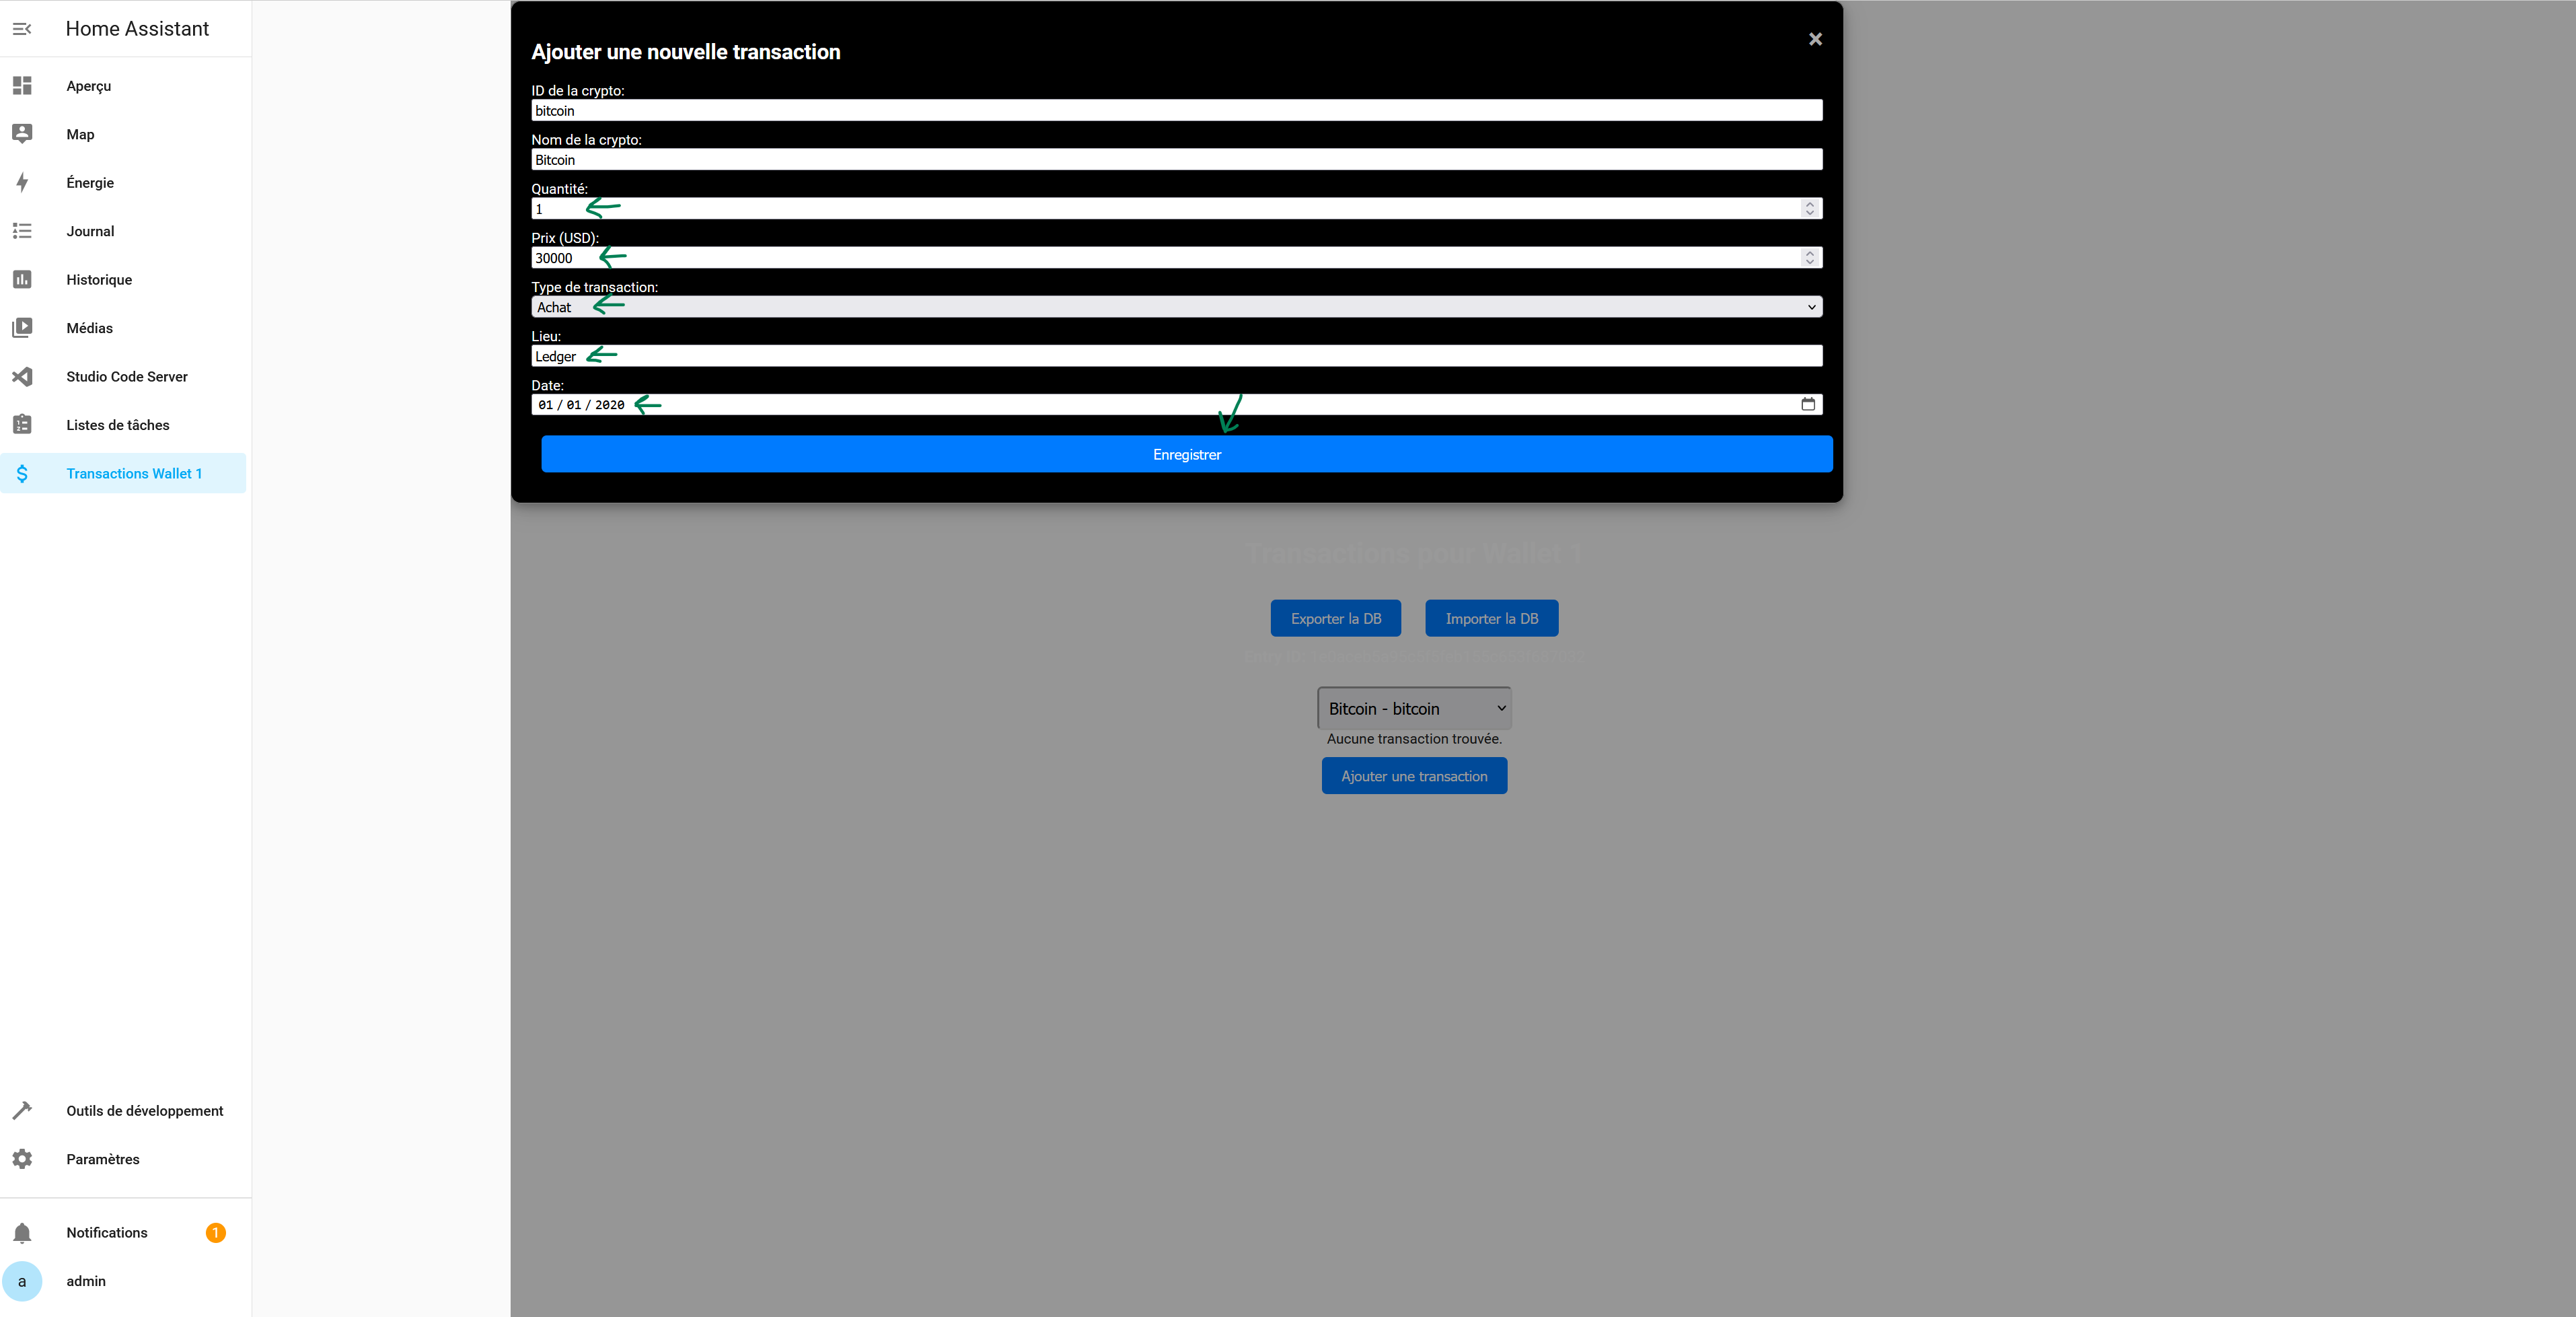 Home Assistant
Aperçu
Map
Énergie
Journal
Historique
Médias
Studio Code Server
Listes de tâches
Transactions Wallet 1
Outils de développement
Paramètres
Notifications 1
a admin
Ajouter une nouvelle transaction
ID de la crypto:
bitcoin
Nom de la crypto:
Bitcoin
Quantité:
1
Prix (USD):
30000
Type de transaction:
Achat
Lieu:
Ledger
Date:
01 / 01 / 2020
Enregistrer
Transactions pour Wallet 1
Exporter la DB Importer la DB
Bitcoin - bitcoin
Aucune transaction trouvée.
Ajouter une transaction